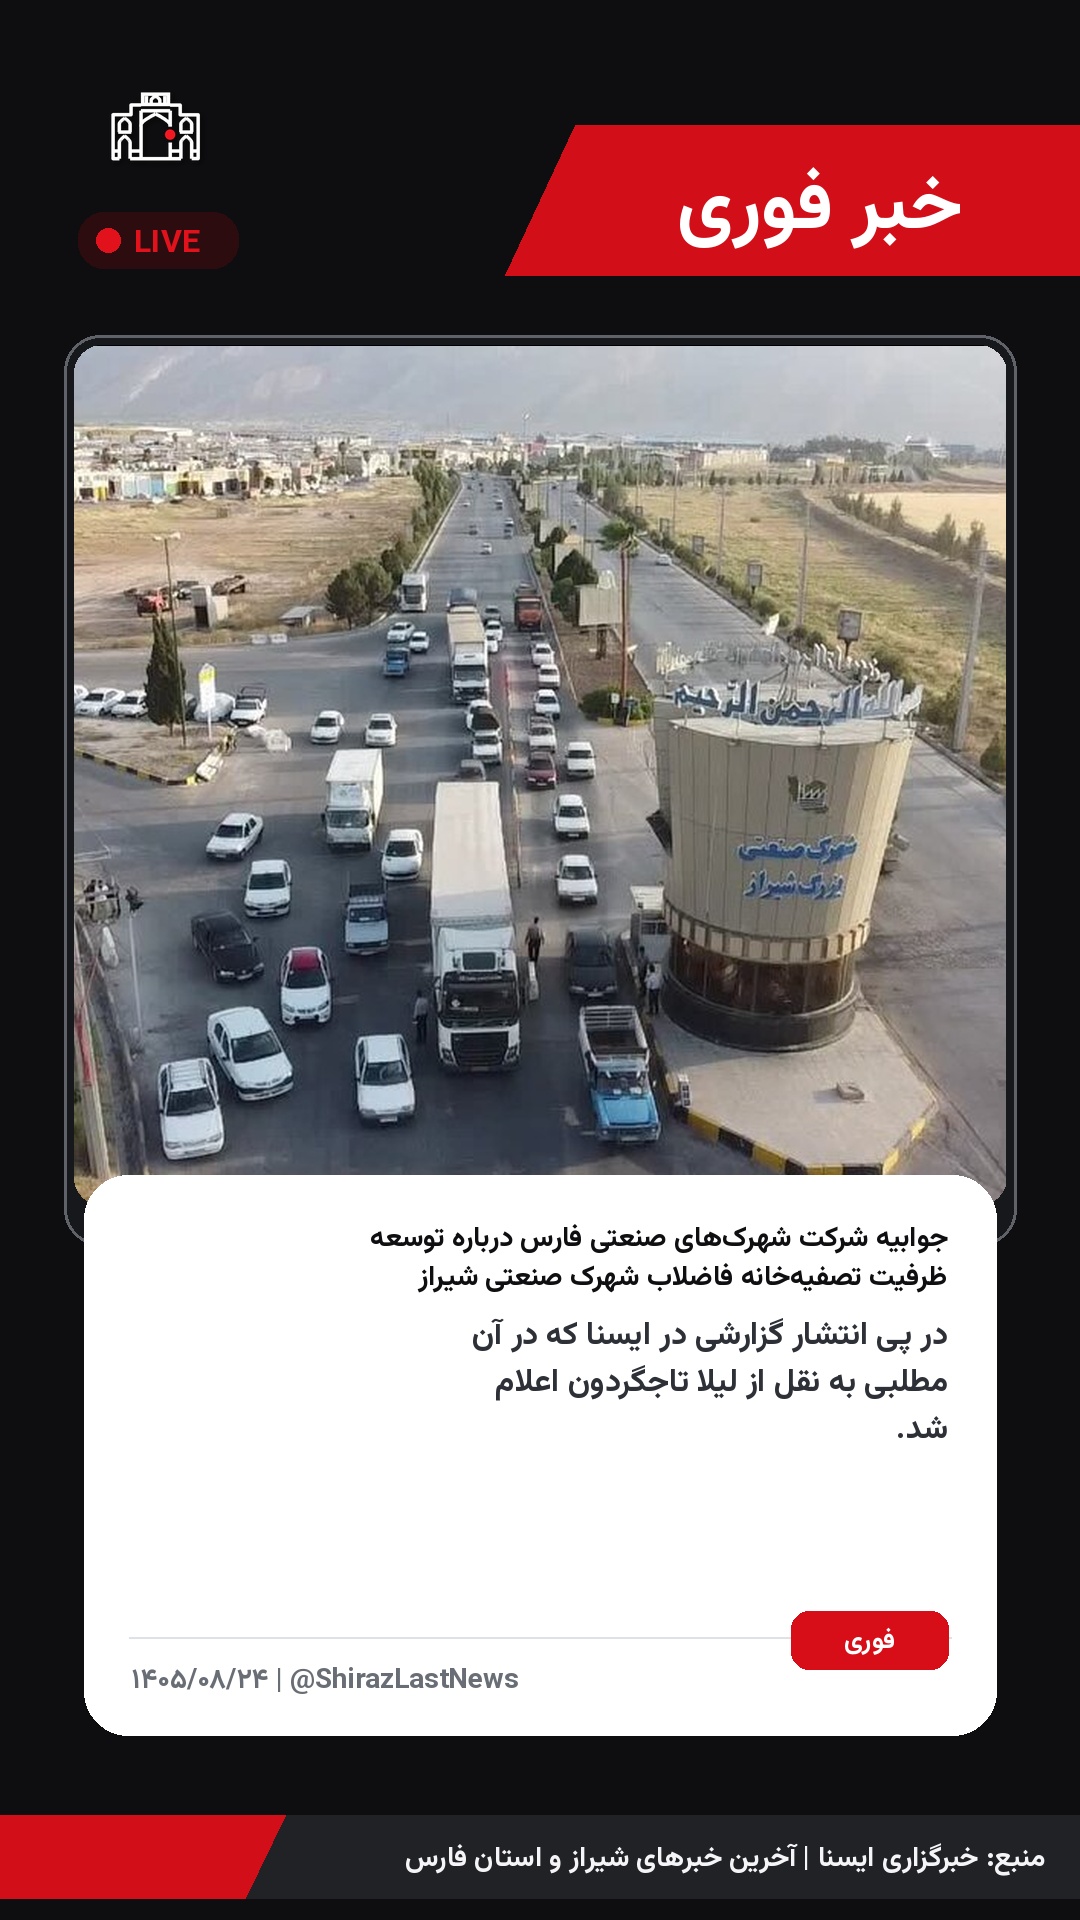 خبر فوری
LIVE
بسم الله الرحمن الرحیم
شهرک صنعتی
بزرگ شیراز
جوابیه شرکت شهرک‌های صنعتی فارس درباره توسعه
ظرفیت تصفیه‌خانه فاضلاب شهرک صنعتی شیراز
در پی انتشار گزارشی در ایسنا که در آن
مطلبی به نقل از لیلا تاجگردون اعلام
شد.
فوری
۱۴۰۵/۰۸/۲۴ | @ShirazLastNews
منبع: خبرگزاری ایسنا | آخرین خبرهای شیراز و استان فارس